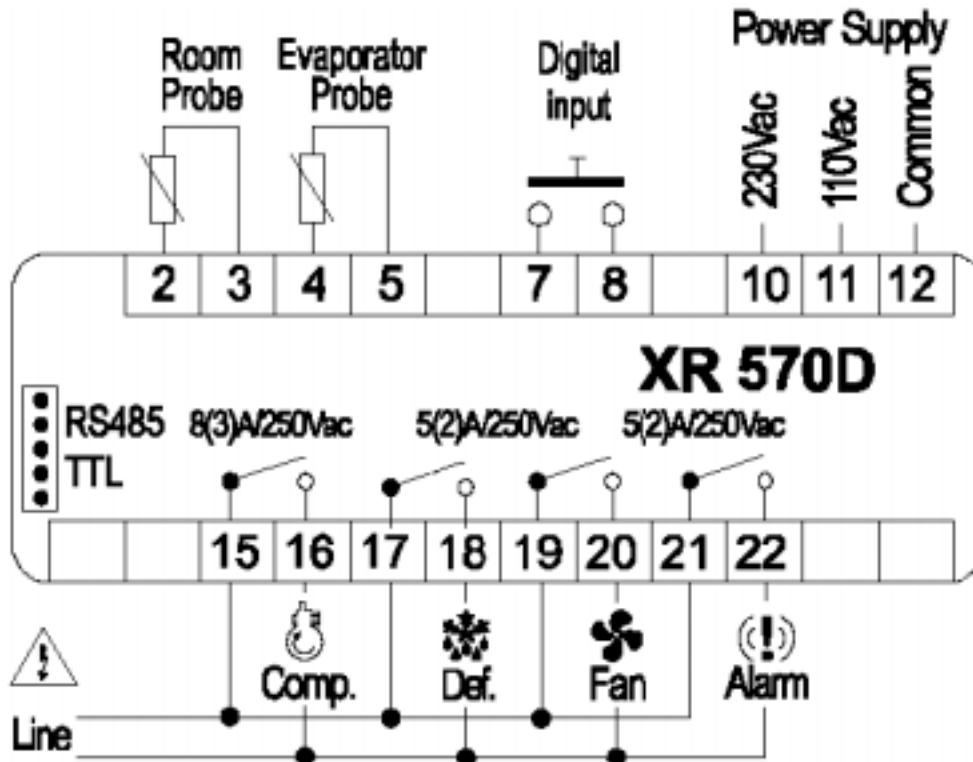 Room Probe
Evaporator Probe
Digital input
Power Supply
230Vac
110Vac
Common
2 3 4 5 7 8 10 11 12
XR 570D
RS485
TTL
8(3)A/250Vac 5(2)A/250Vac 5(2)A/250Vac
15 16 17 18 19 20 21 22
Comp. Def. Fan Alarm
Line